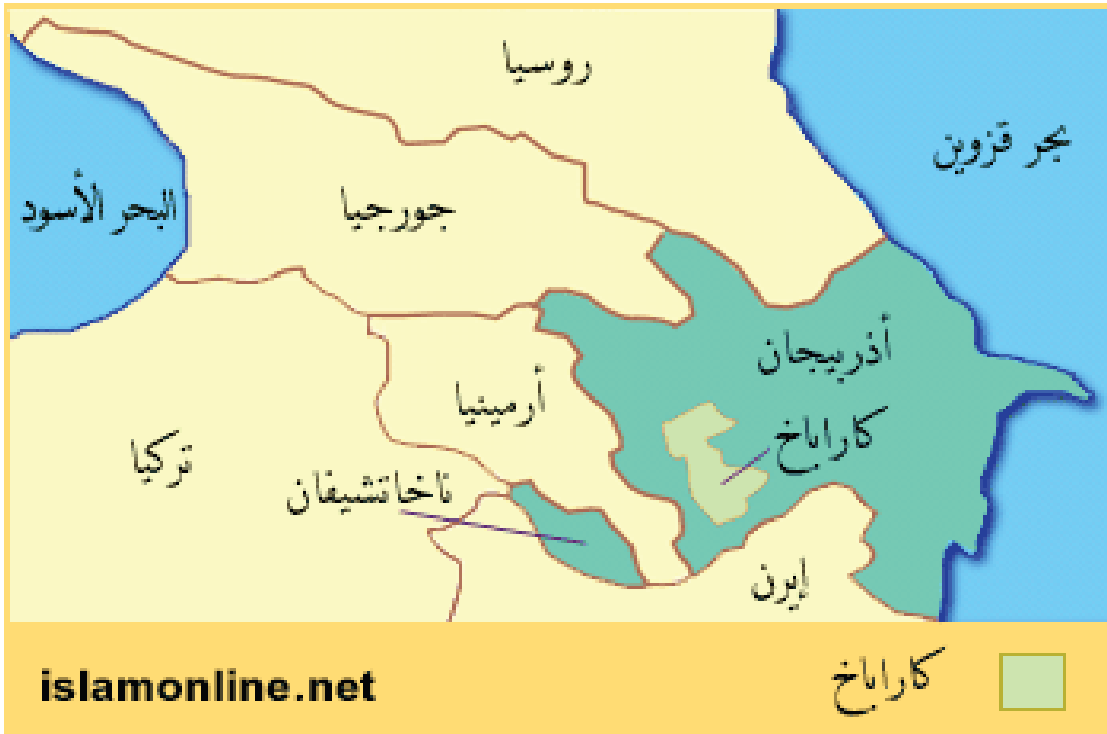 روسيا
بحر قزوين
البحر الأسود
جورجيا
أذربيجان
أرمينيا
كاراباخ
تركيا
ناخاتشيفان
إيرن
كاراباخ
islamonline.net